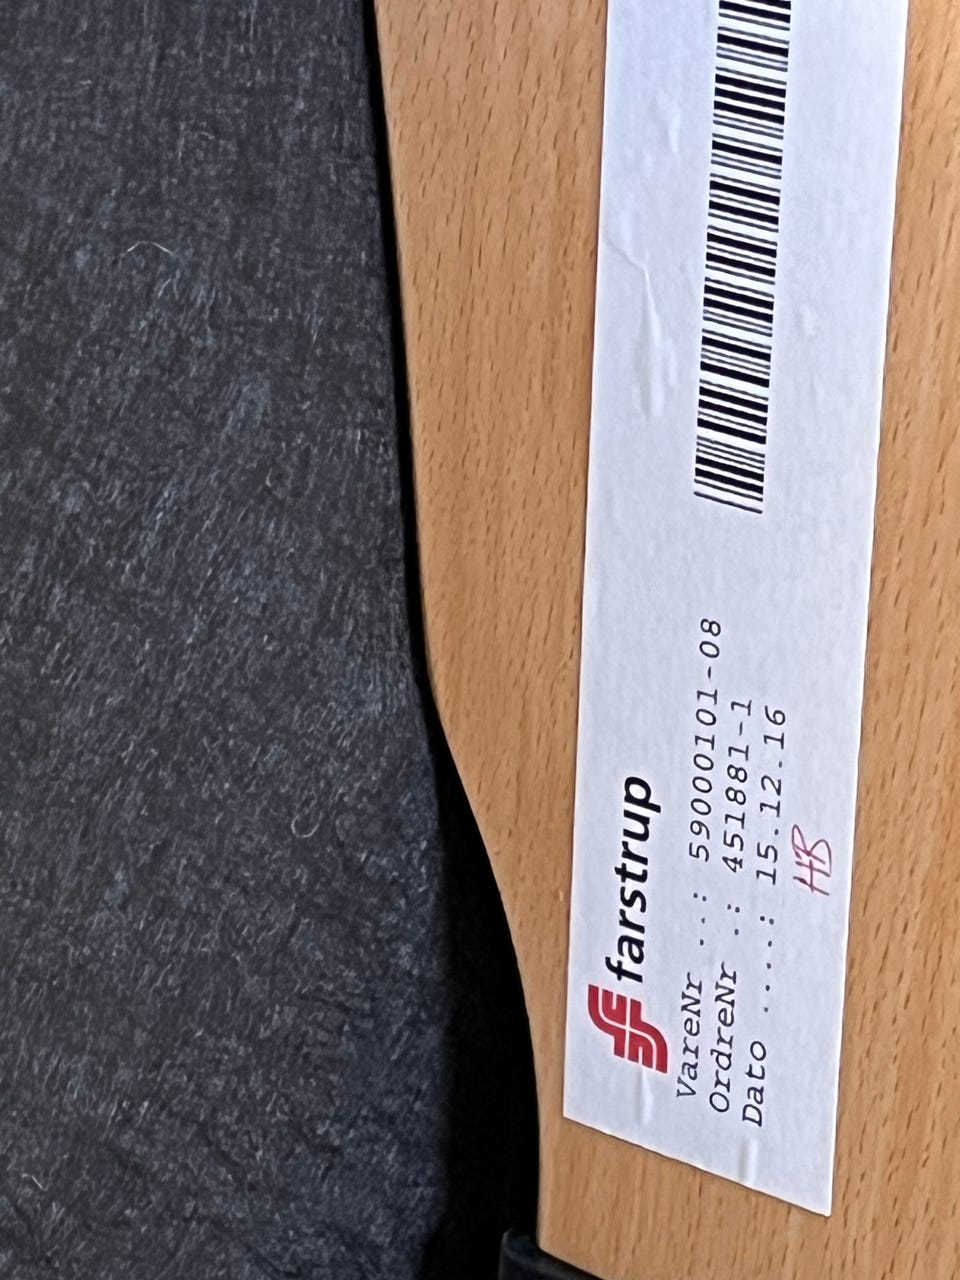 farstrup
VareNr ..: 59000101-08
OrdreNr .: 451881-1
Dato .....: 15.12.16
HB